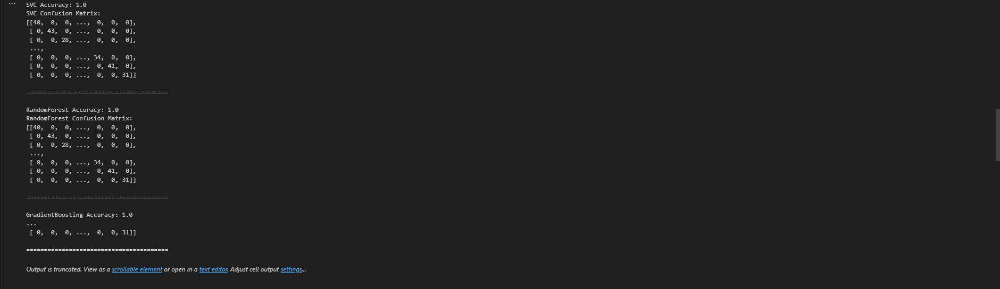 ...
SVC Accuracy: 1.0
SVC Confusion Matrix:
[[40,  0,  0, ...,  0,  0,  0],
 [ 0, 43,  0, ...,  0,  0,  0],
 [ 0,  0, 28, ...,  0,  0,  0],
 ...,
 [ 0,  0,  0, ..., 34,  0,  0],
 [ 0,  0,  0, ...,  0, 41,  0],
 [ 0,  0,  0, ...,  0,  0, 31]]
========================================
RandomForest Accuracy: 1.0
RandomForest Confusion Matrix:
[[40,  0,  0, ...,  0,  0,  0],
 [ 0, 43,  0, ...,  0,  0,  0],
 [ 0,  0, 28, ...,  0,  0,  0],
 ...,
 [ 0,  0,  0, ..., 34,  0,  0],
 [ 0,  0,  0, ...,  0, 41,  0],
 [ 0,  0,  0, ...,  0,  0, 31]]
========================================
GradientBoosting Accuracy: 1.0
...
 [ 0,  0,  0, ...,  0,  0, 31]]
========================================
Output is truncated. View as a scrollable element or open in a text editor. Adjust cell output settings...